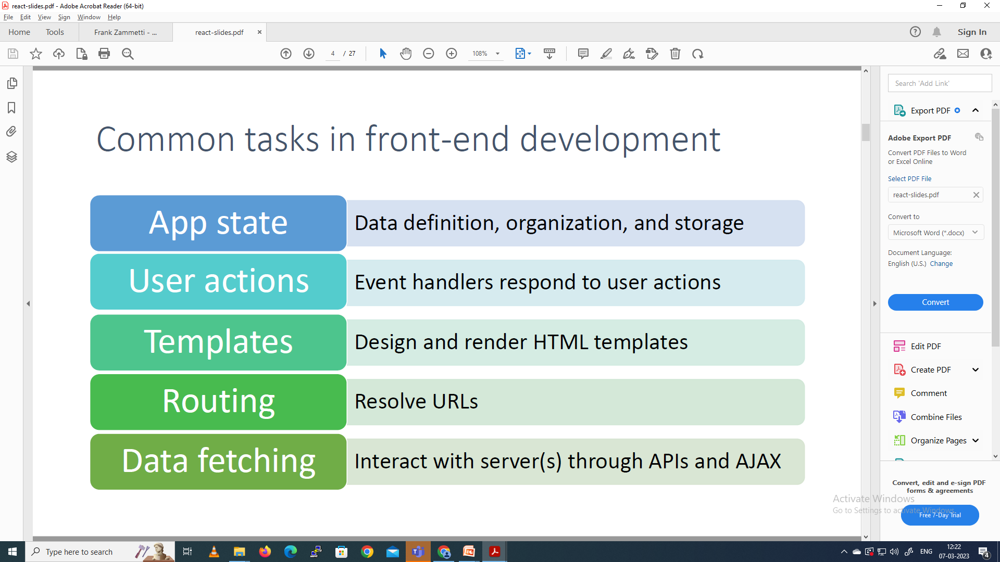 react-slides.pdf - Adobe Acrobat Reader (64-bit)
File Edit View Sign Window Help
Home Tools Frank Zammetti - ... react-slides.pdf Sign In
4 / 27 108%
Search 'Add Link'
Export PDF
Adobe Export PDF
Convert PDF Files to Word
or Excel Online
Select PDF File
react-slides.pdf
Convert to
Microsoft Word (*.docx)
Document Language:
English (U.S.) Change
Convert
Edit PDF
Create PDF
Comment
Combine Files
Organize Pages
Convert, edit and e-sign PDF
forms & agreements
Free 7-Day Trial
Common tasks in front-end development
App state Data definition, organization, and storage
User actions Event handlers respond to user actions
Templates Design and render HTML templates
Routing Resolve URLs
Data fetching Interact with server(s) through APIs and AJAX
Activate Windows
Go to Settings to activate Windows.
Type here to search
ENG
12:22
07-03-2023
4